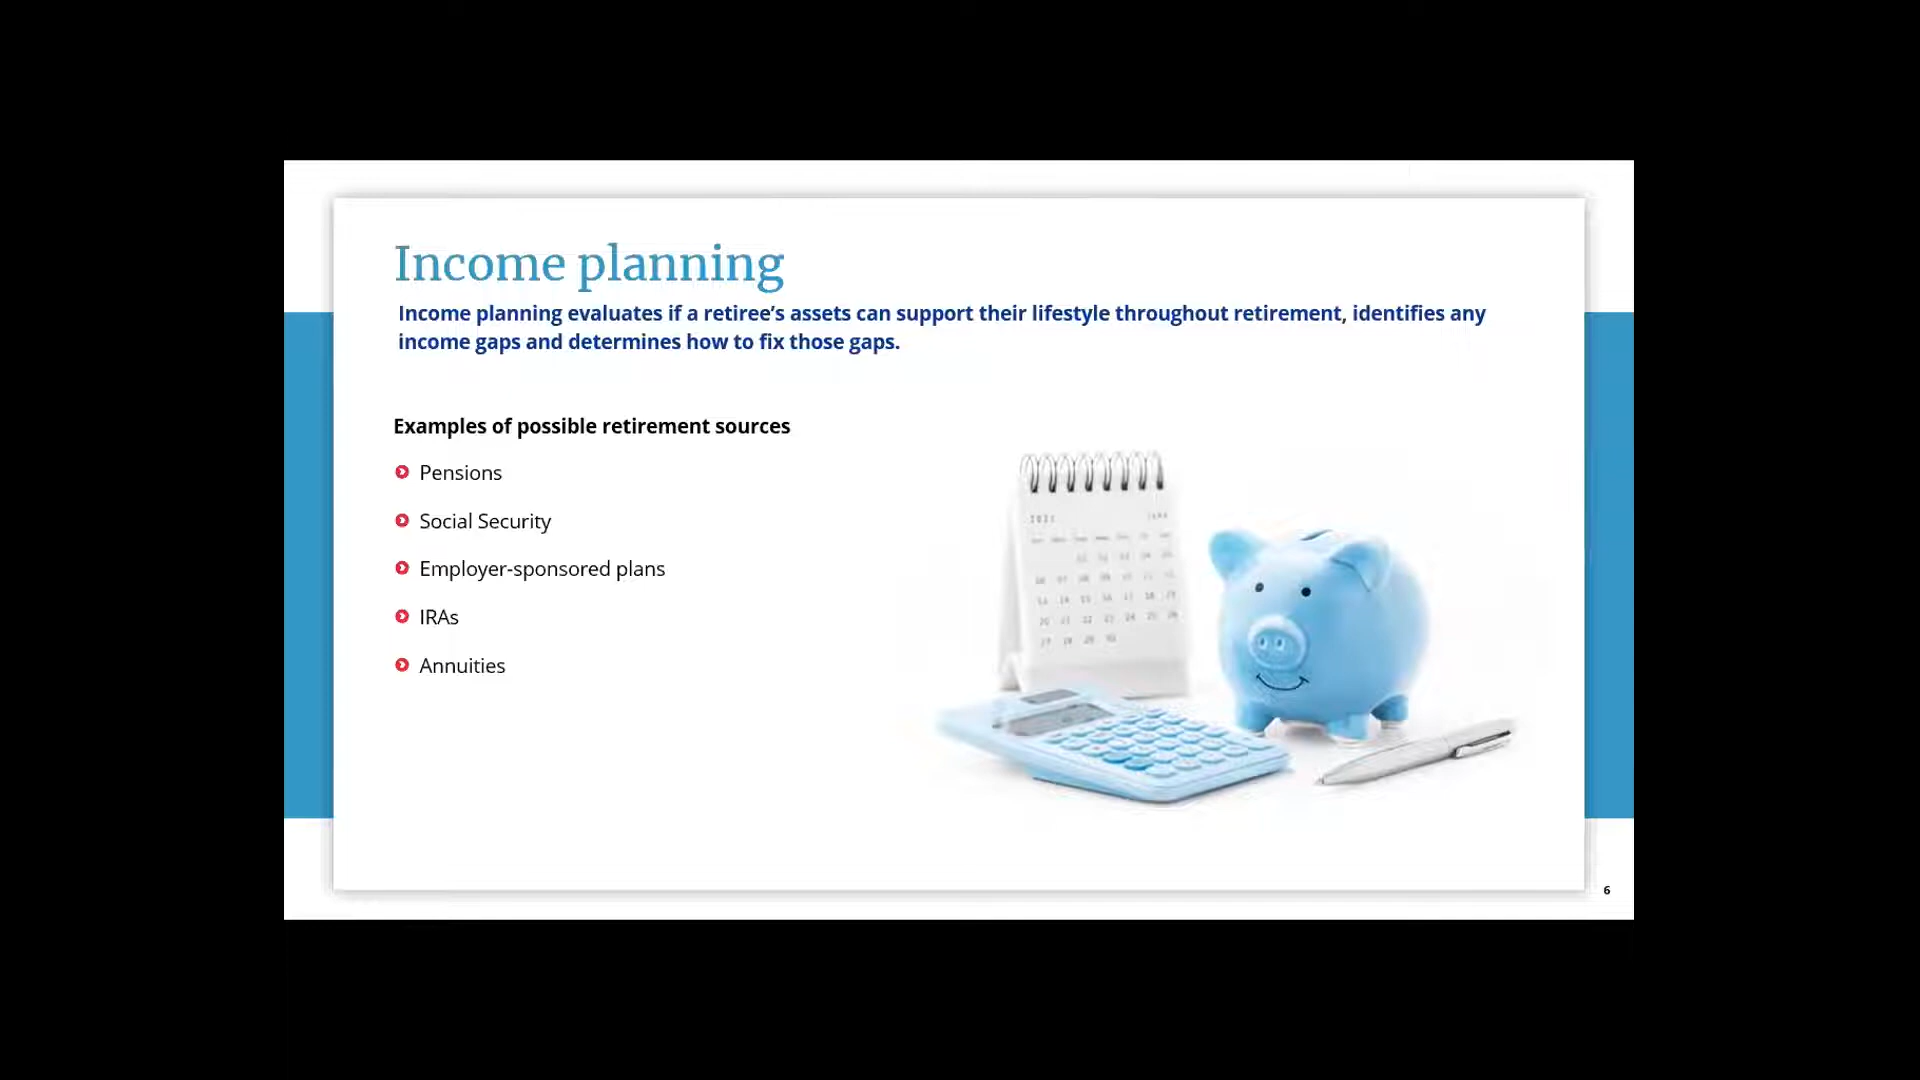 Income planning
Income planning evaluates if a retiree’s assets can support their lifestyle throughout retirement, identifies any
income gaps and determines how to fix those gaps.
Examples of possible retirement sources
Pensions
Social Security
Employer-sponsored plans
IRAs
Annuities
6